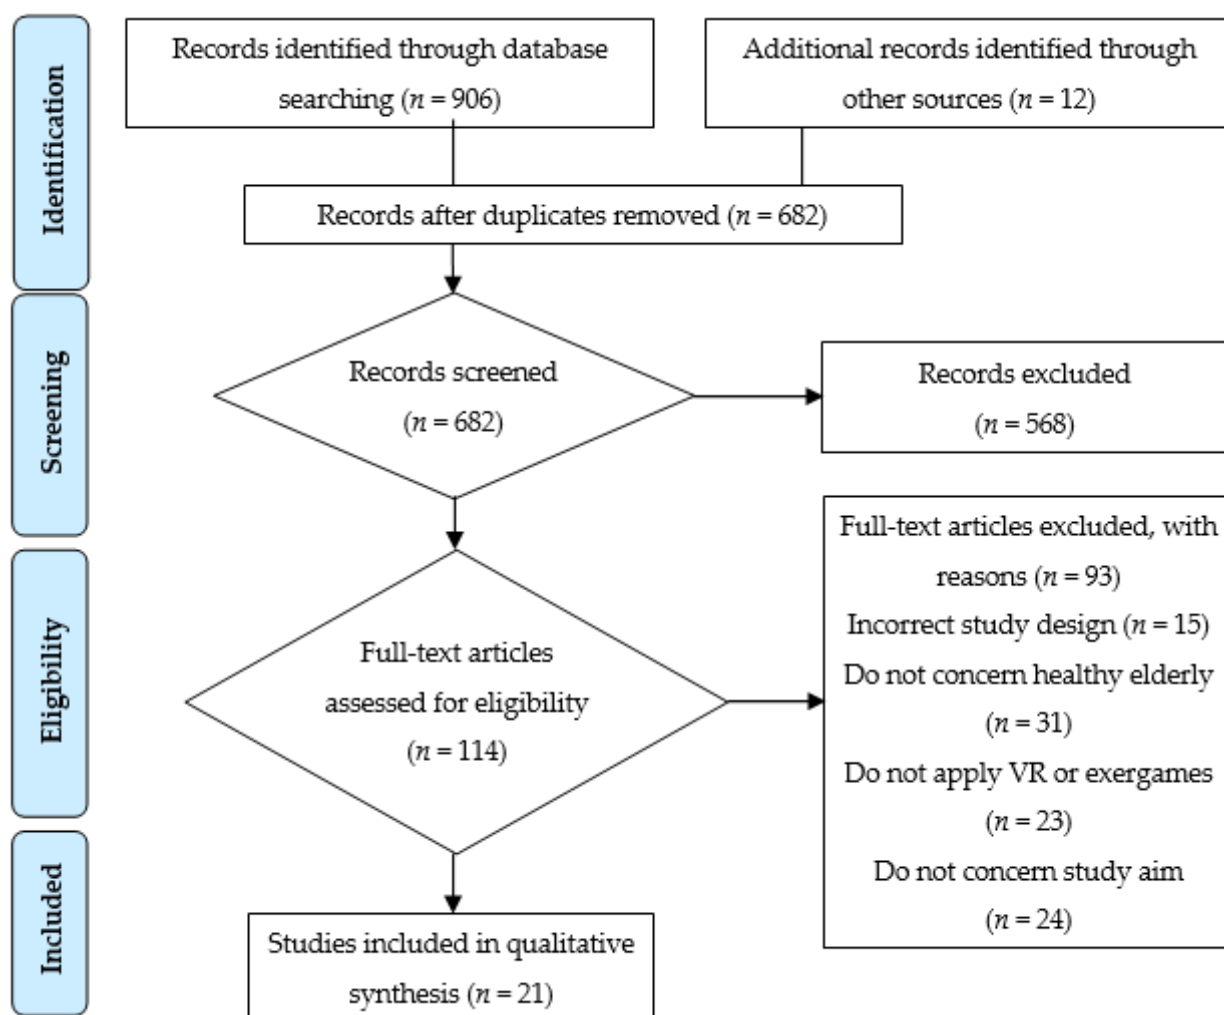 Identification
Records identified through database
searching (n = 906)
Additional records identified through
other sources (n = 12)
Records after duplicates removed (n = 682)
Screening
Records screened
(n = 682)
Records excluded
(n = 568)
Eligibility
Full-text articles
assessed for eligibility
(n = 114)
Full-text articles excluded, with
reasons (n = 93)
Incorrect study design (n = 15)
Do not concern healthy elderly
(n = 31)
Do not apply VR or exergames
(n = 23)
Do not concern study aim
(n = 24)
Included
Studies included in qualitative
synthesis (n = 21)